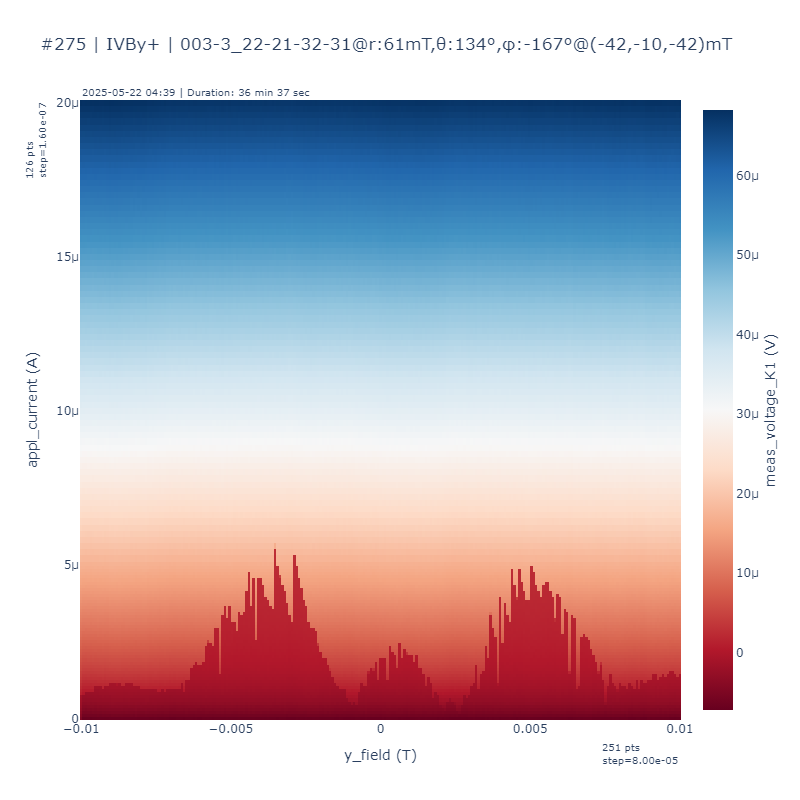 #275 | IVBy+ | 003-3_22-21-32-31@r:61mT,θ:134º,φ:-167º@(-42,-10,-42)mT
2025-05-22 04:39 | Duration: 36 min 37 sec
126 pts
step=1.60e-07
20μ
15μ
10μ
5μ
0
appl_current (A)
−0.01
−0.005
0
0.005
0.01
y_field (T)
251 pts
step=8.00e-05
60μ
50μ
40μ
30μ
20μ
10μ
0
meas_voltage_K1 (V)